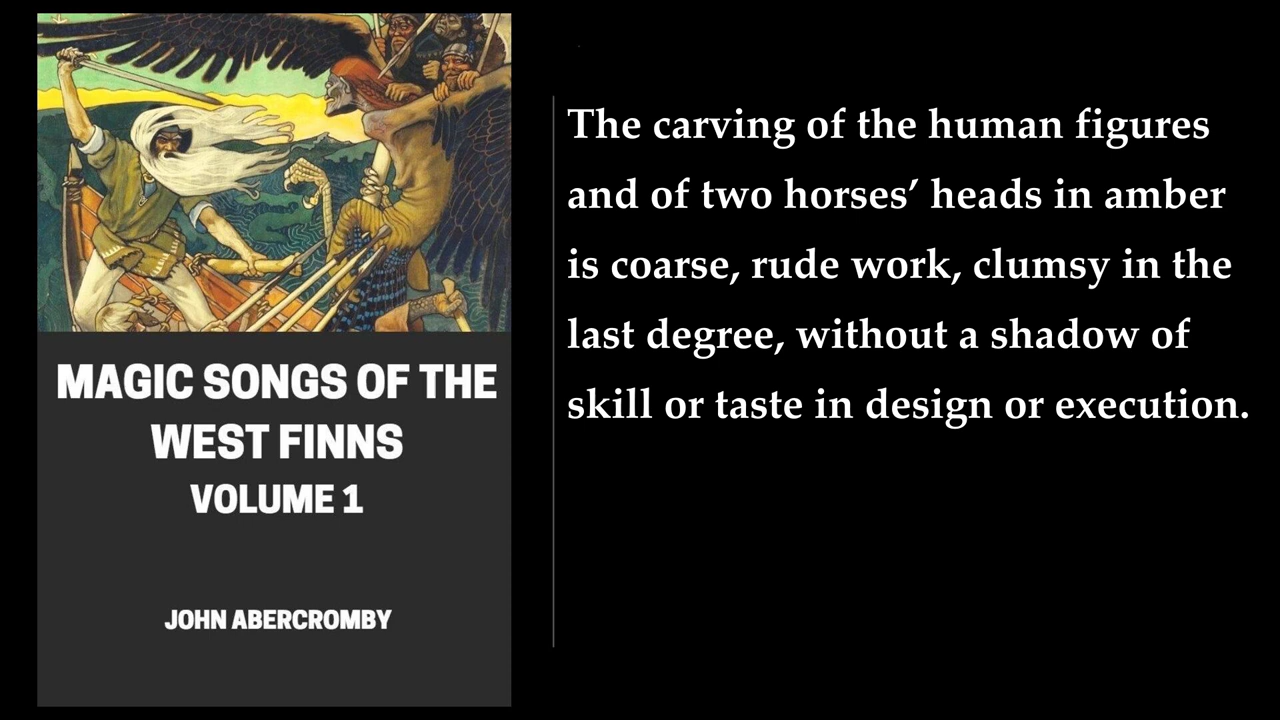 MAGIC SONGS OF THE
WEST FINNS
VOLUME 1
JOHN ABERCROMBY
The carving of the human figures
and of two horses’ heads in amber
is coarse, rude work, clumsy in the
last degree, without a shadow of
skill or taste in design or execution.